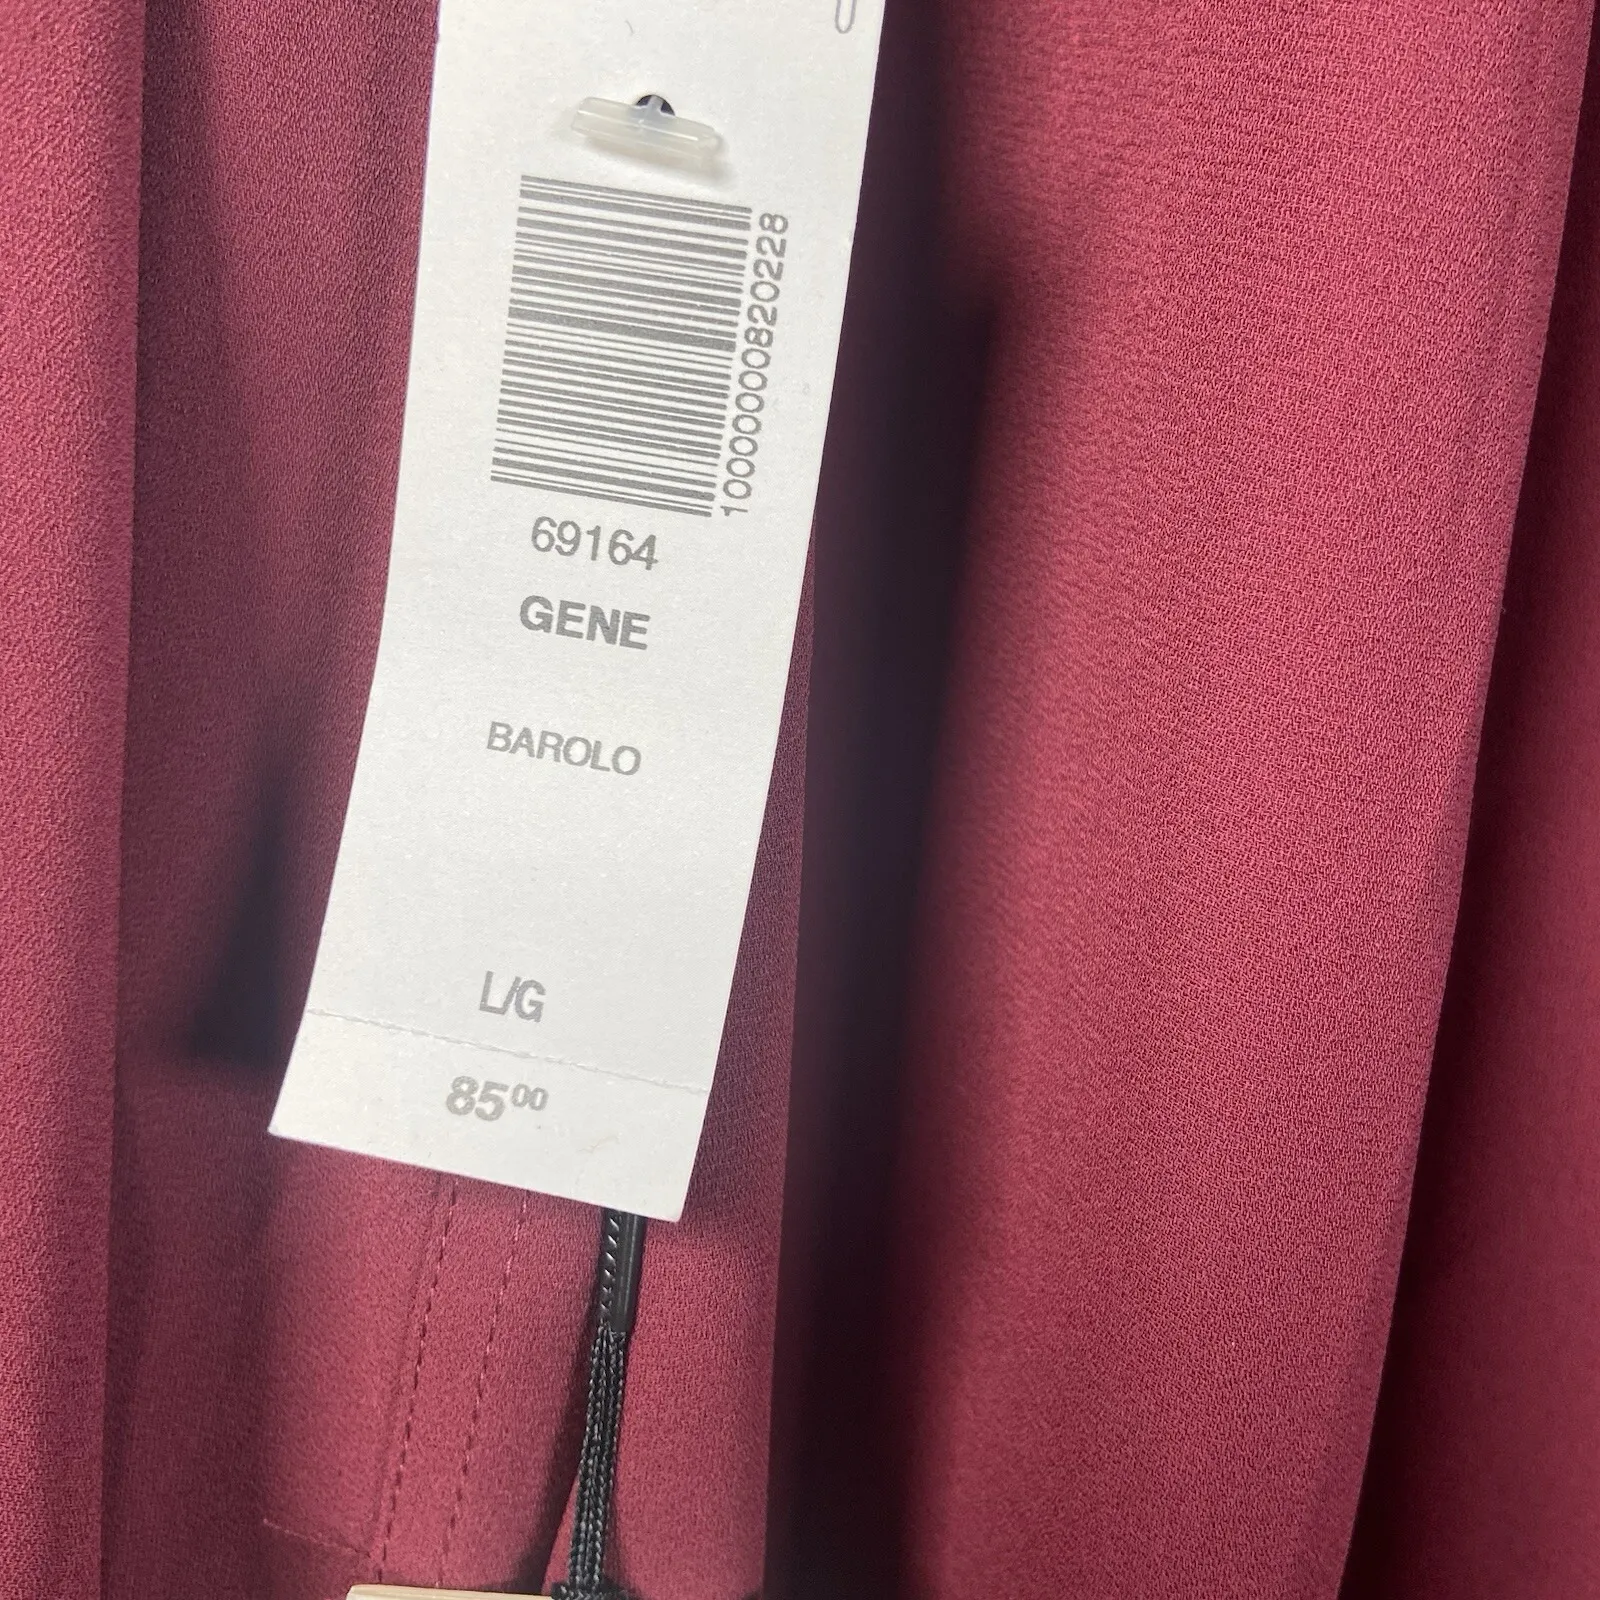 1000000820228
69164
GENE
BAROLO
L/G
85 00